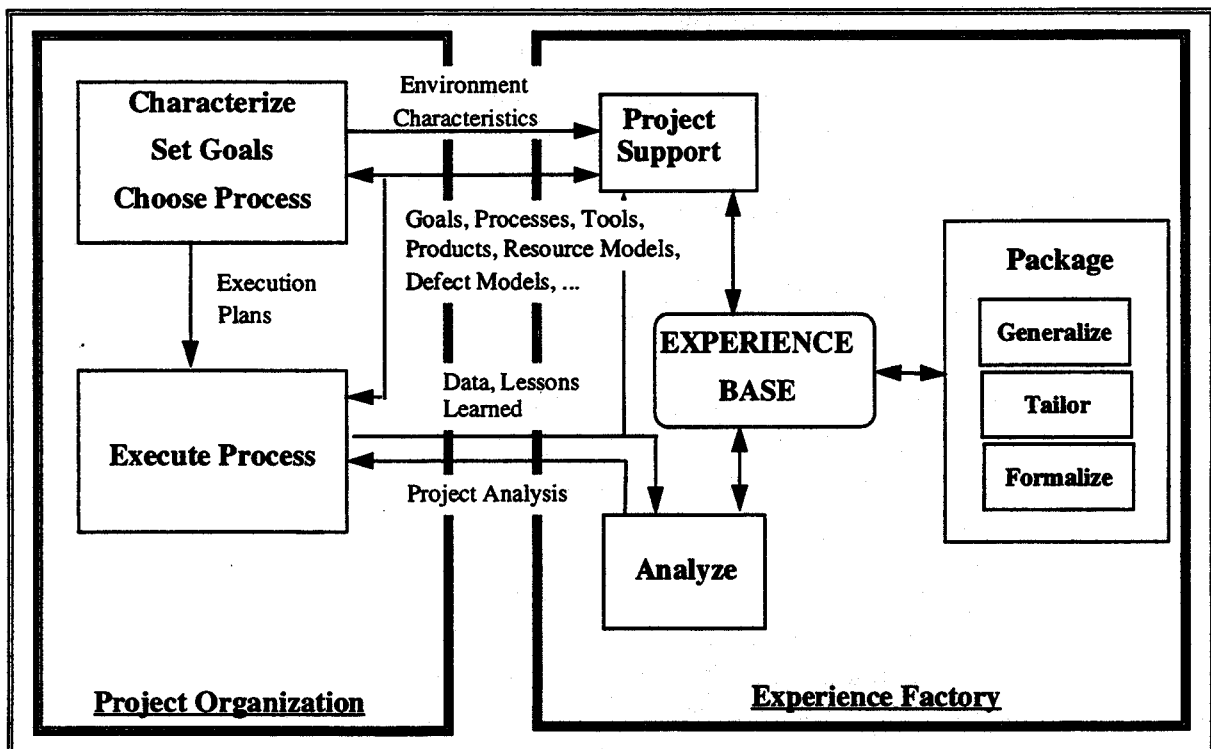 Characterize
Set Goals
Choose Process
Environment
Characteristics
Project
Support
Goals, Processes, Tools,
Products, Resource Models,
Defect Models, ...
Execution
Plans
Package
Generalize
Tailor
Formalize
EXPERIENCE
BASE
Data, Lessons
Learned
Execute Process
Project Analysis
Analyze
Project Organization
Experience Factory